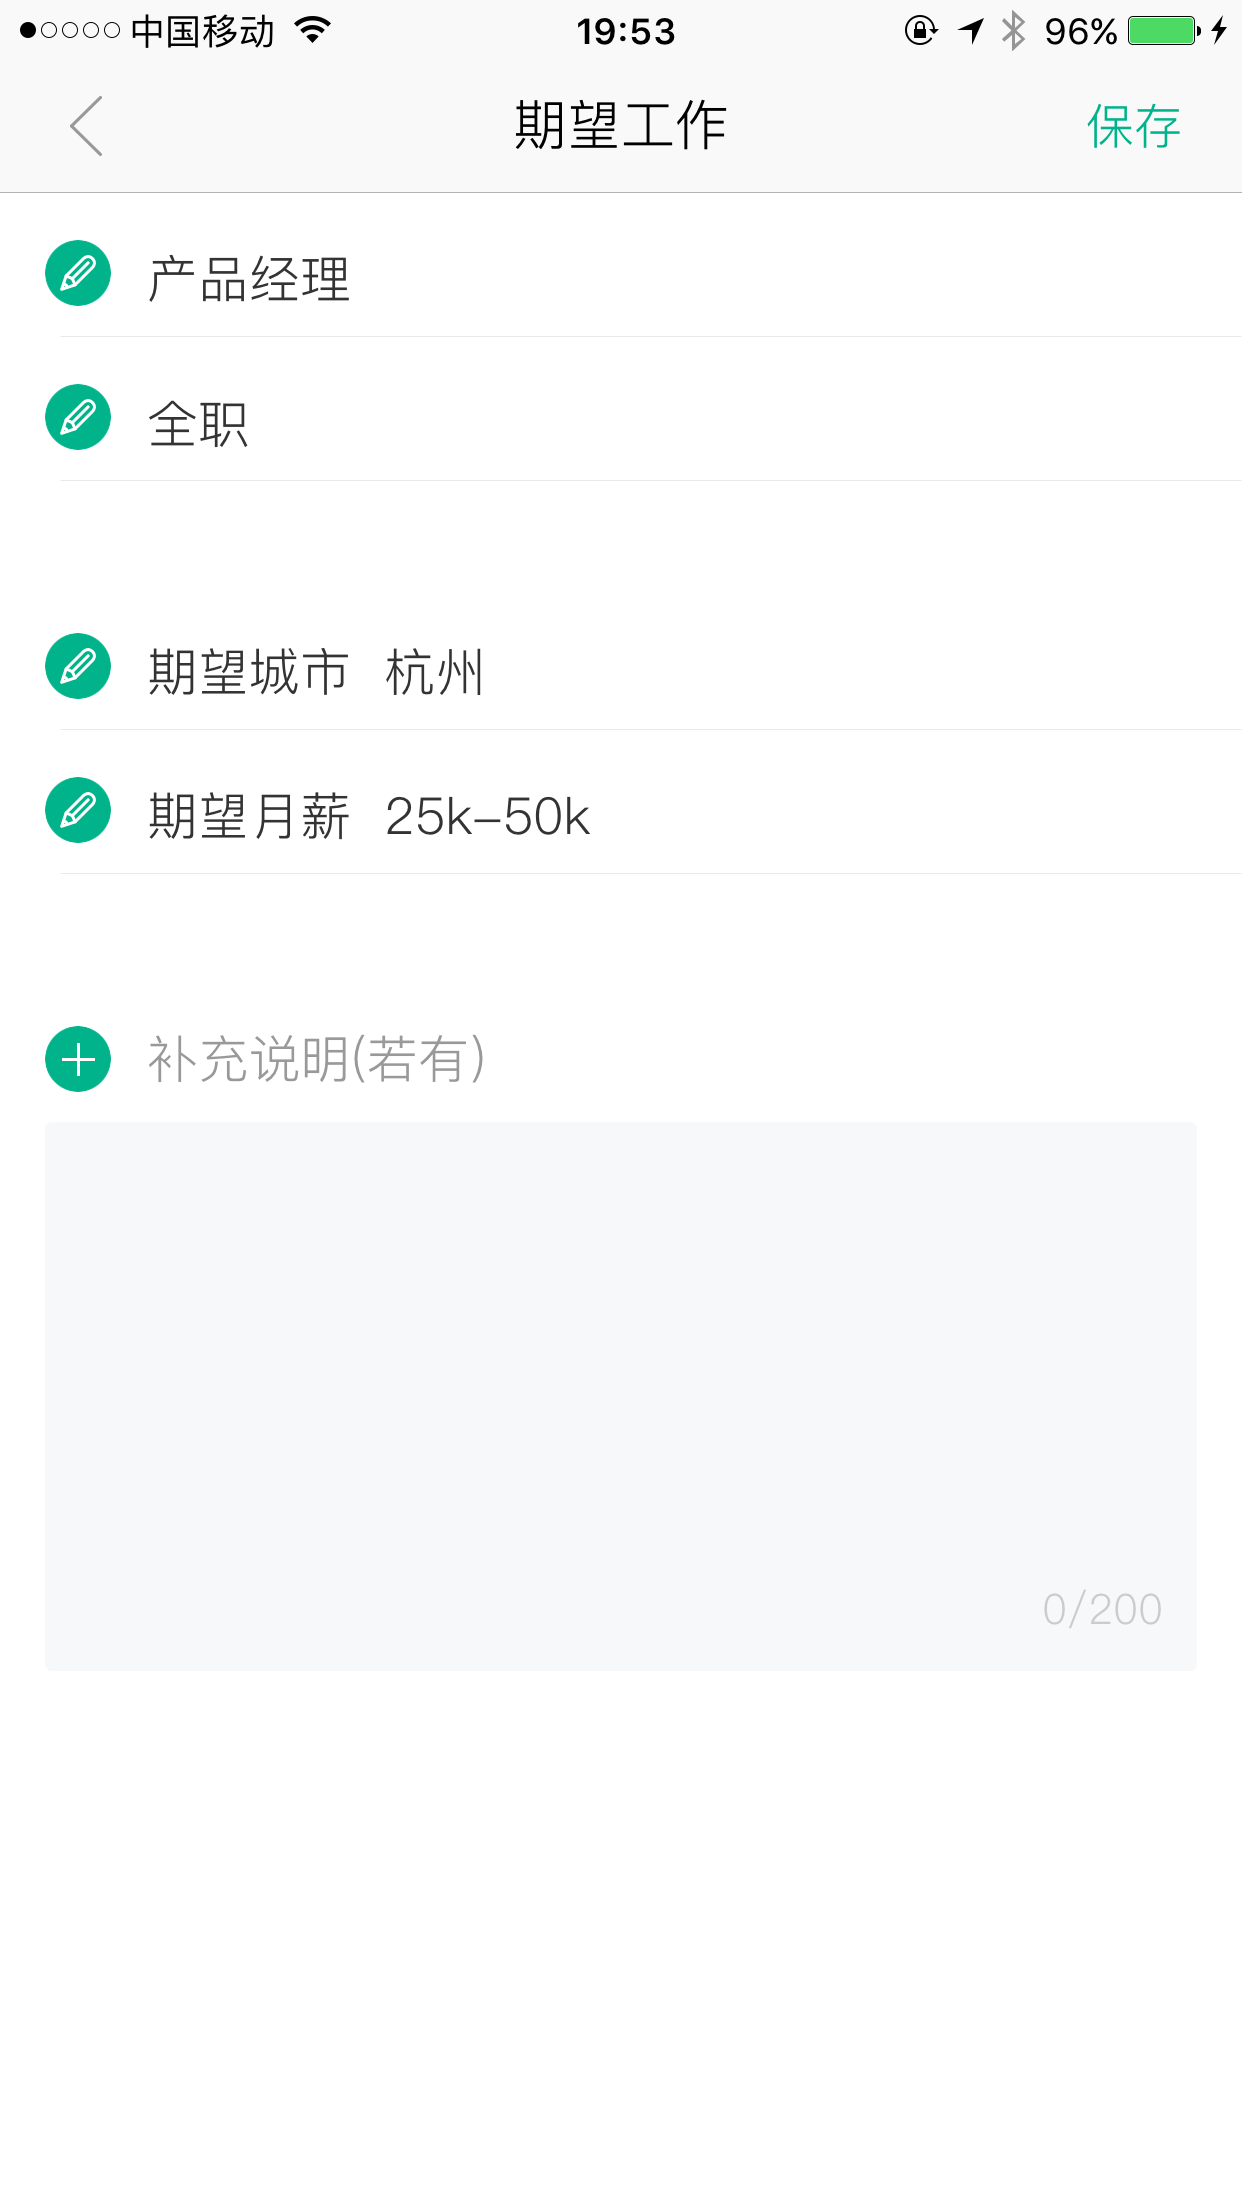 中国移动 19:53 96%
期望工作 保存
产品经理
全职
期望城市 杭州
期望月薪 25k-50k
补充说明(若有)
0/200